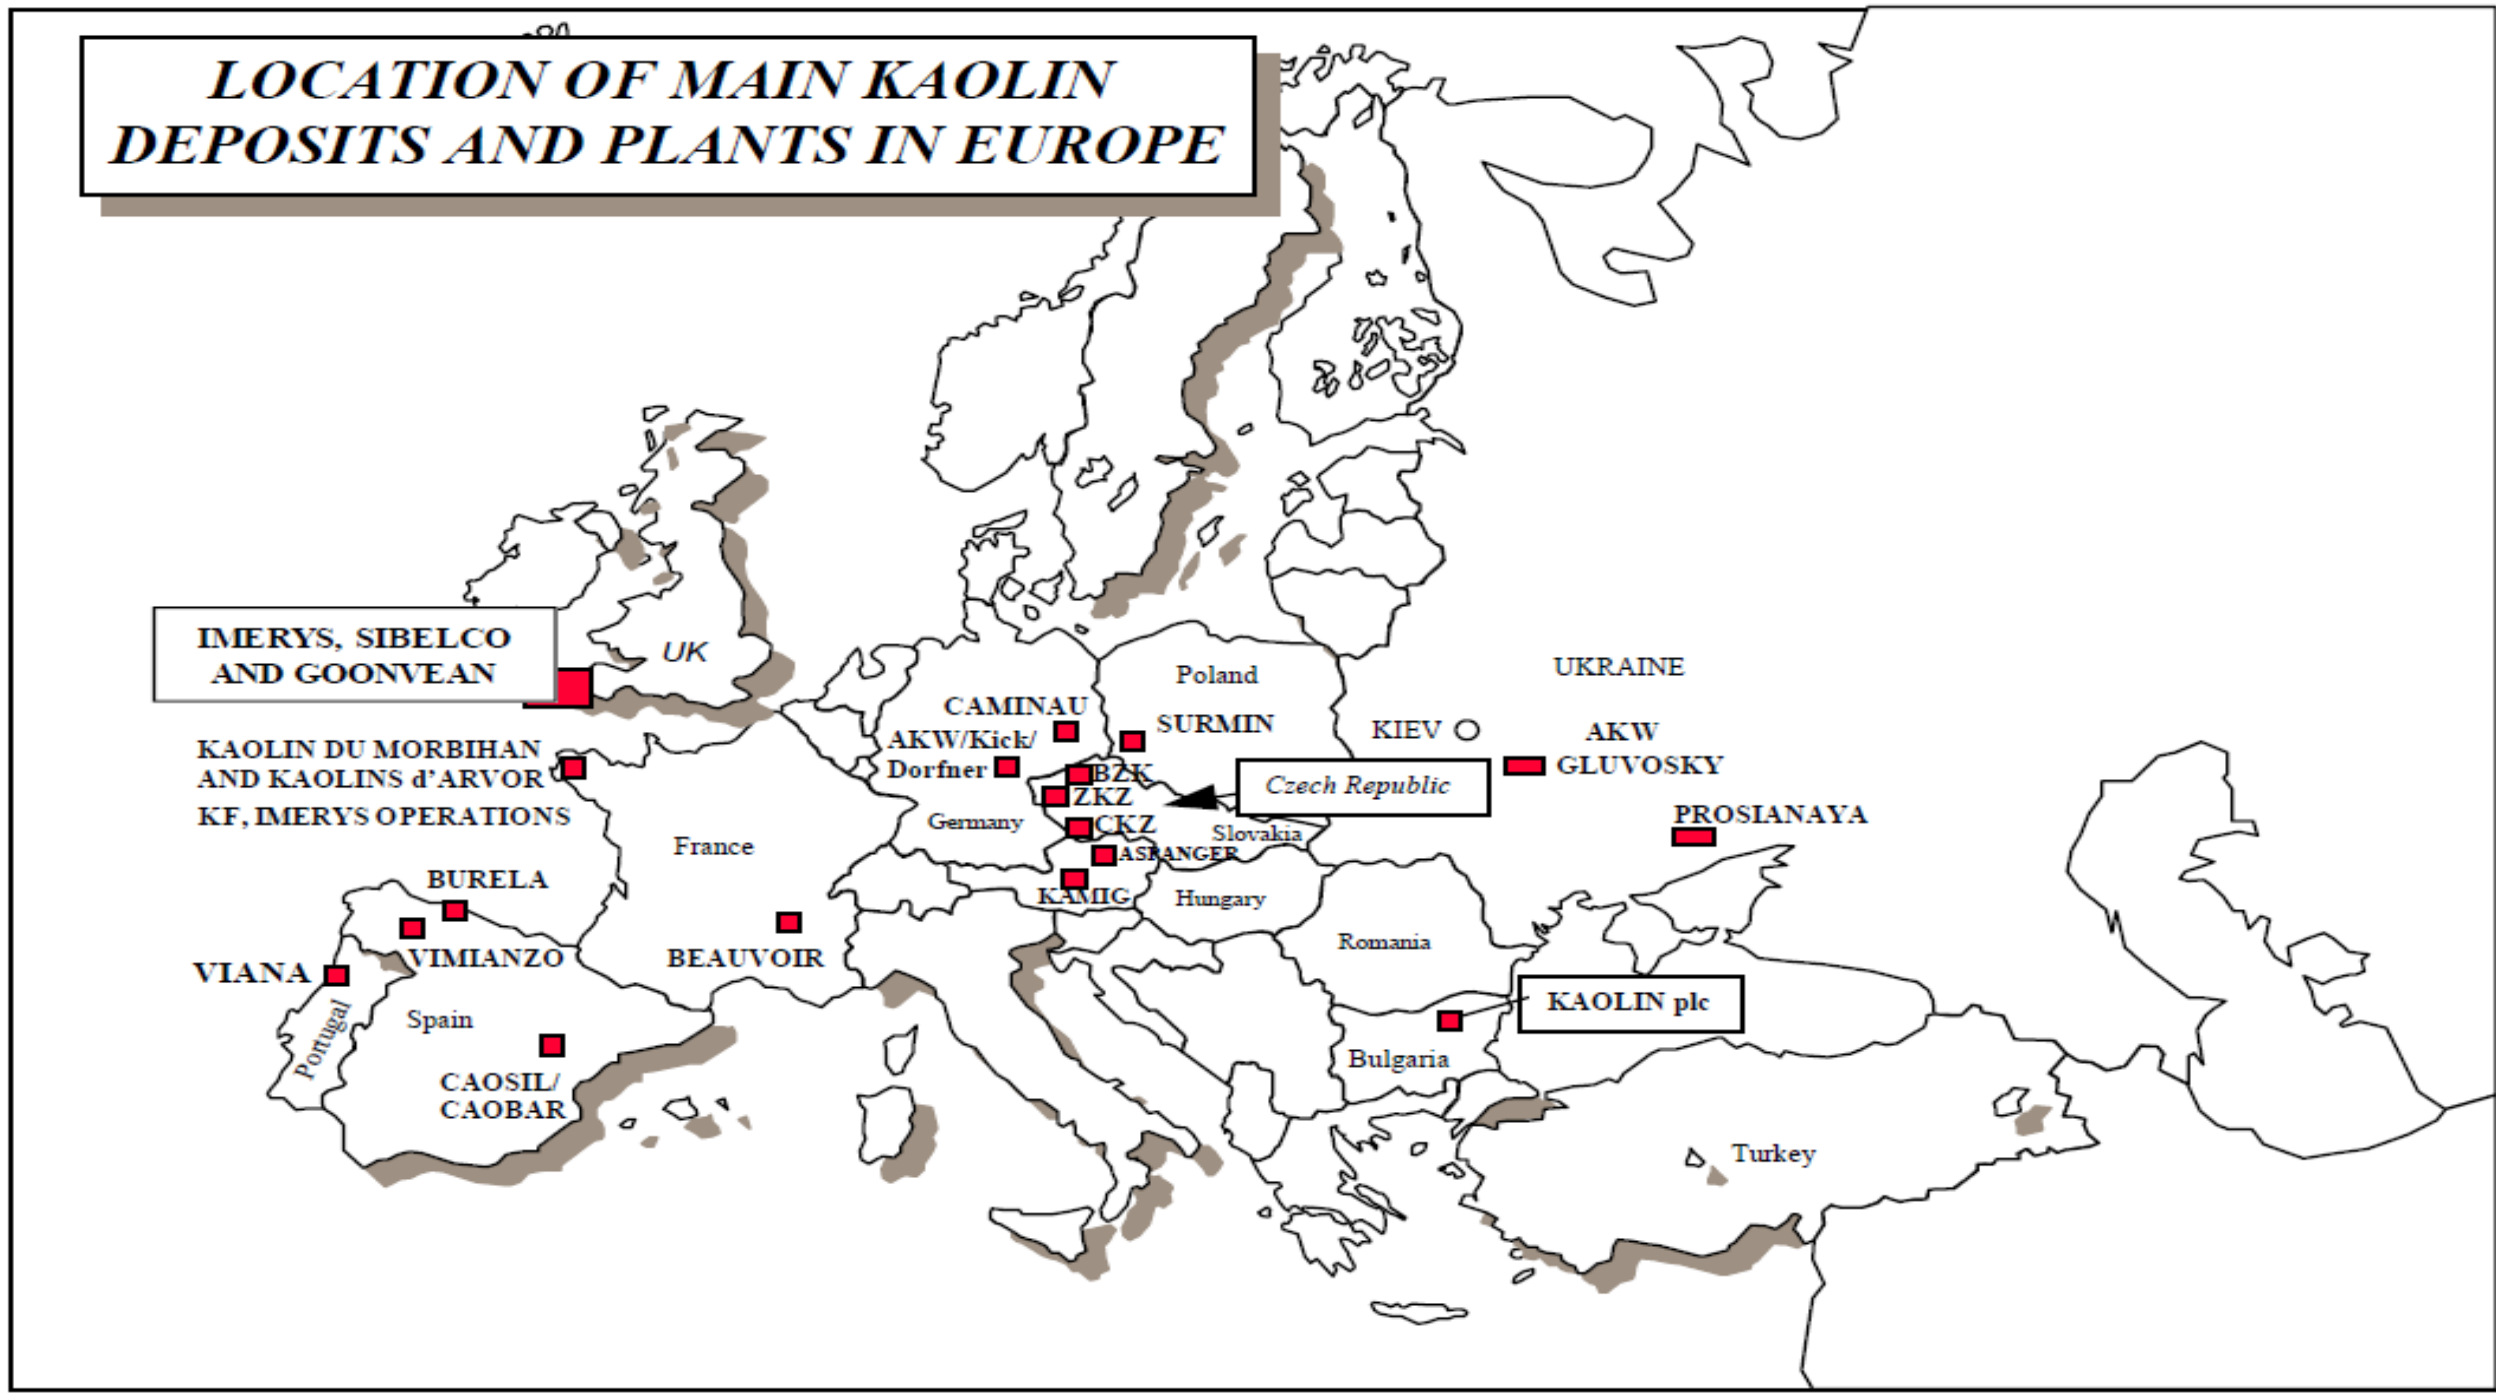 LOCATION OF MAIN KAOLIN
DEPOSITS AND PLANTS IN EUROPE
IMERYS, SIBELCO
AND GOONVEAN
UK
Poland
UKRAINE
CAMINAU
SURMIN
KIEV
AKW
GLUVOSKY
AKW/Kick/
Dorfner
KAOLIN DU MORBIHAN
AND KAOLINS d'ARVOR
KF, IMERYS OPERATIONS
BZK
ZKZ
Czech Republic
CKZ
PROSIANAYA
Germany
Slovakia
France
ASPANGER
KAMIG
Hungary
BURELA
VIMIANZO
BEAUVOIR
Romania
VIANA
KAOLIN plc
Portugal
Spain
Bulgaria
CAOSIL/
CAOBAR
Turkey